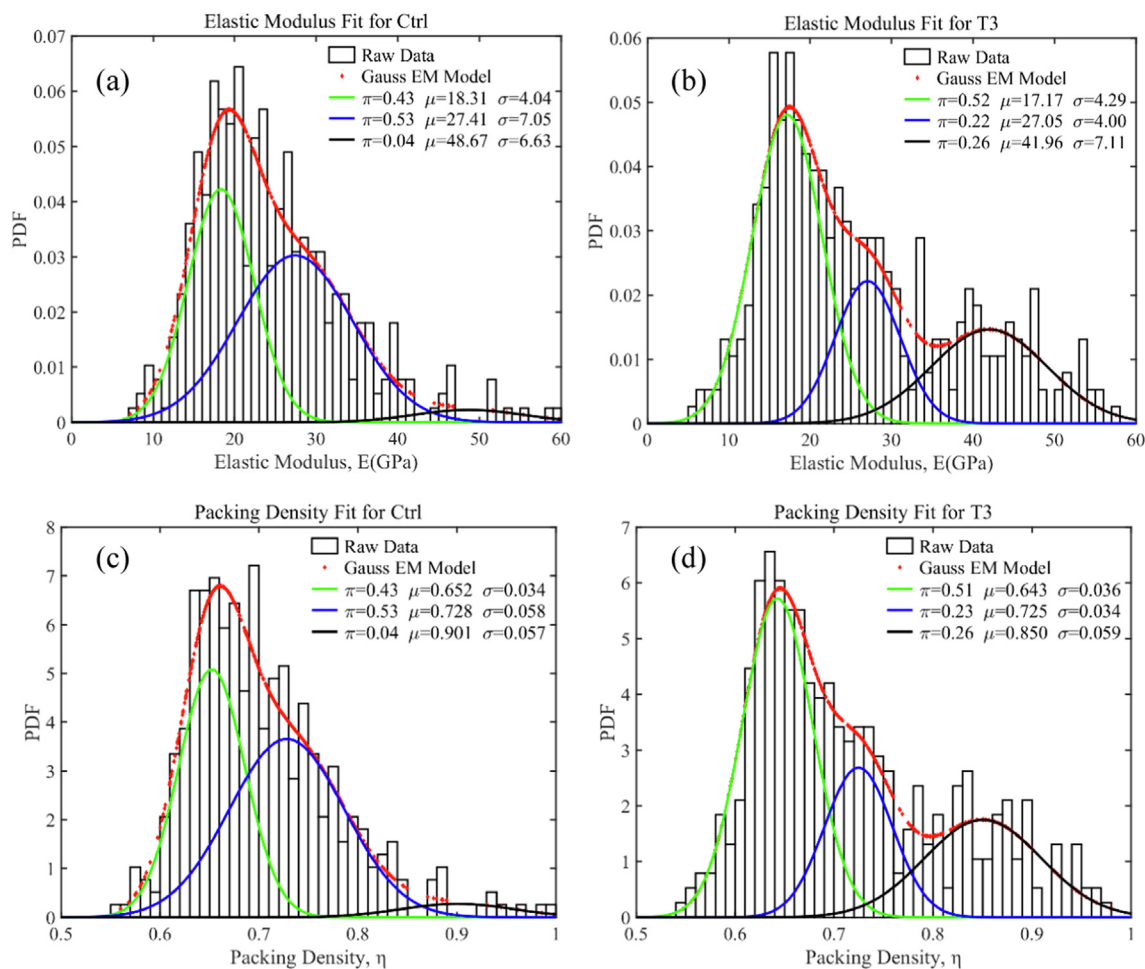 Elastic Modulus Fit for Ctrl
(a)
Raw Data
Gauss EM Model
π=0.43 μ=18.31 σ=4.04
π=0.53 μ=27.41 σ=7.05
π=0.04 μ=48.67 σ=6.63
0.07
0.06
0.05
0.04
0.03
0.02
0.01
0
PDF
0 10 20 30 40 50 60
Elastic Modulus, E(GPa)
Elastic Modulus Fit for T3
(b)
Raw Data
Gauss EM Model
π=0.52 μ=17.17 σ=4.29
π=0.22 μ=27.05 σ=4.00
π=0.26 μ=41.96 σ=7.11
0.06
0.05
0.04
0.03
0.02
0.01
0
PDF
0 10 20 30 40 50 60
Elastic Modulus, E(GPa)
Packing Density Fit for Ctrl
(c)
Raw Data
Gauss EM Model
π=0.43 μ=0.652 σ=0.034
π=0.53 μ=0.728 σ=0.058
π=0.04 μ=0.901 σ=0.057
8
7
6
5
4
3
2
1
0
PDF
0.5 0.6 0.7 0.8 0.9 1
Packing Density, η
Packing Density Fit for T3
(d)
Raw Data
Gauss EM Model
π=0.51 μ=0.643 σ=0.036
π=0.23 μ=0.725 σ=0.034
π=0.26 μ=0.850 σ=0.059
7
6
5
4
3
2
1
0
PDF
0.5 0.6 0.7 0.8 0.9 1
Packing Density, η